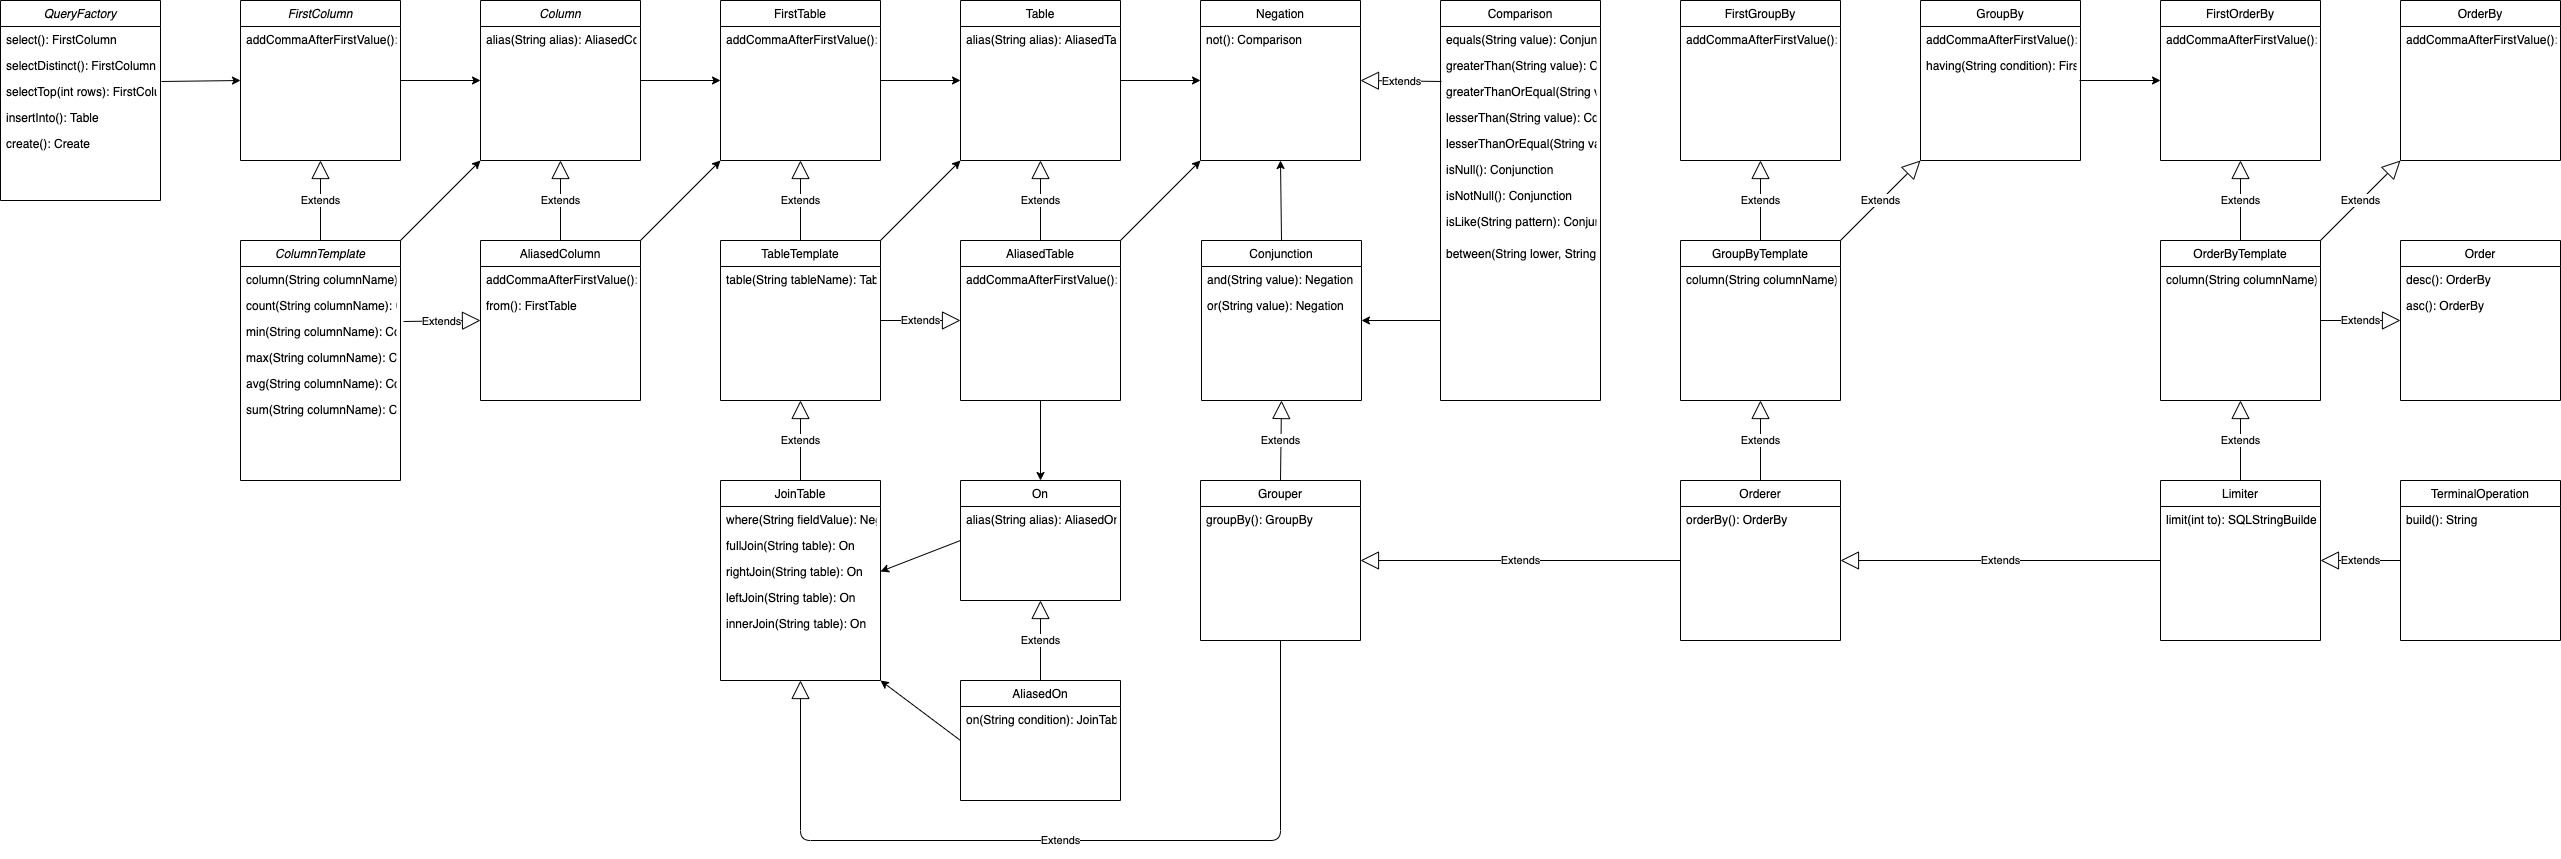 QueryFactory
select(): FirstColumn
selectDistinct(): FirstColumn
selectTop(int rows): FirstColu
insertInto(): Table
create(): Create
FirstColumn
addCommaAfterFirstValue():
Column
alias(String alias): AliasedCo
FirstTable
addCommaAfterFirstValue():
Table
alias(String alias): AliasedTa
Negation
not(): Comparison
Comparison
equals(String value): Conjun
greaterThan(String value): C
greaterThanOrEqual(String v
lesserThan(String value): Co
lesserThanOrEqual(String va
isNull(): Conjunction
isNotNull(): Conjunction
isLike(String pattern): Conju
between(String lower, String
FirstGroupBy
addCommaAfterFirstValue():
GroupBy
addCommaAfterFirstValue():
having(String condition): Firs
FirstOrderBy
addCommaAfterFirstValue():
OrderBy
addCommaAfterFirstValue():
Extends
Extends
Extends
Extends
Extends
Extends
Extends
Extends
Extends
ColumnTemplate
column(String columnName)
count(String columnName):
min(String columnName): Co
max(String columnName): C
avg(String columnName): Co
sum(String columnName): C
Extends
AliasedColumn
addCommaAfterFirstValue():
from(): FirstTable
TableTemplate
table(String tableName): Tab
Extends
AliasedTable
addCommaAfterFirstValue():
Conjunction
and(String value): Negation
or(String value): Negation
GroupByTemplate
column(String columnName)
OrderByTemplate
column(String columnName)
Extends
Order
desc(): OrderBy
asc(): OrderBy
Extends
Extends
Extends
Extends
JoinTable
where(String fieldValue): Neg
fullJoin(String table): On
rightJoin(String table): On
leftJoin(String table): On
innerJoin(String table): On
On
alias(String alias): AliasedOn
Grouper
groupBy(): GroupBy
Extends
Orderer
orderBy(): OrderBy
Extends
Limiter
limit(int to): SQLStringBuilde
Extends
TerminalOperation
build(): String
Extends
AliasedOn
on(String condition): JoinTab
Extends